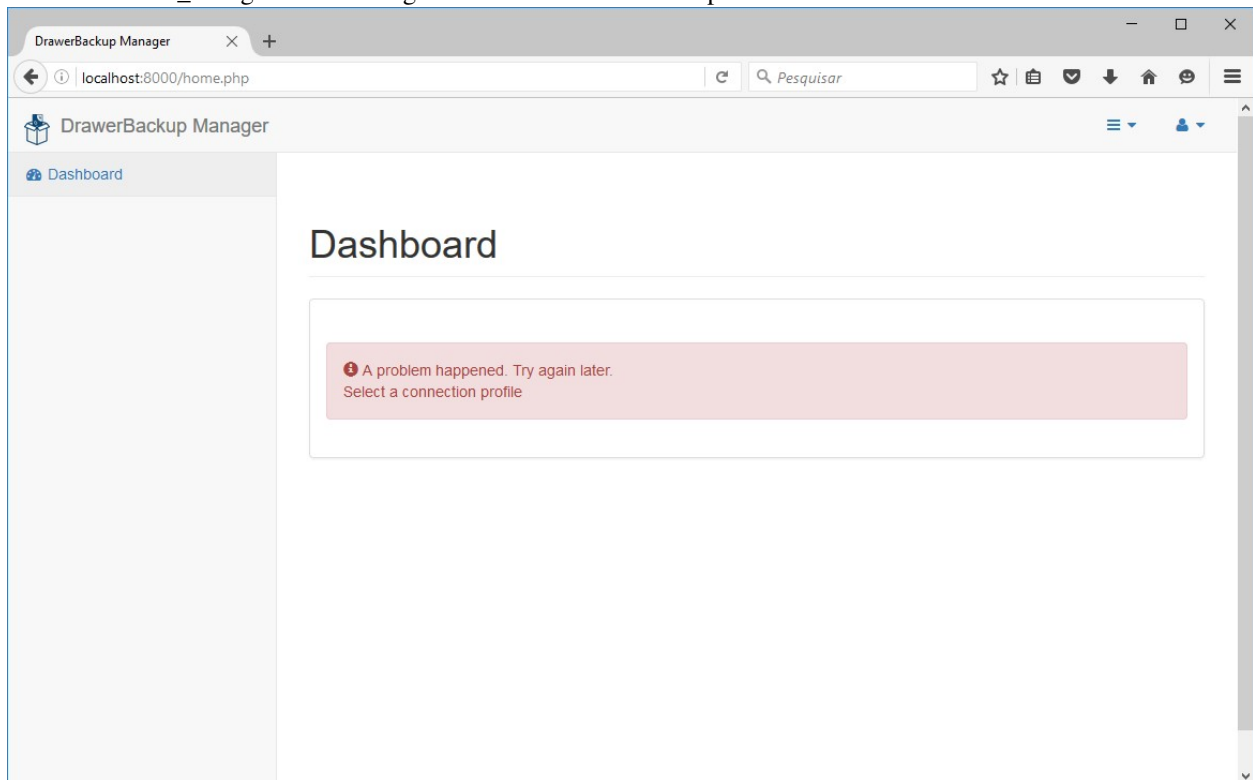 DrawerBackup Manager
localhost:8000/home.php
Pesquisar
DrawerBackup Manager
Dashboard
Dashboard
A problem happened. Try again later.
Select a connection profile